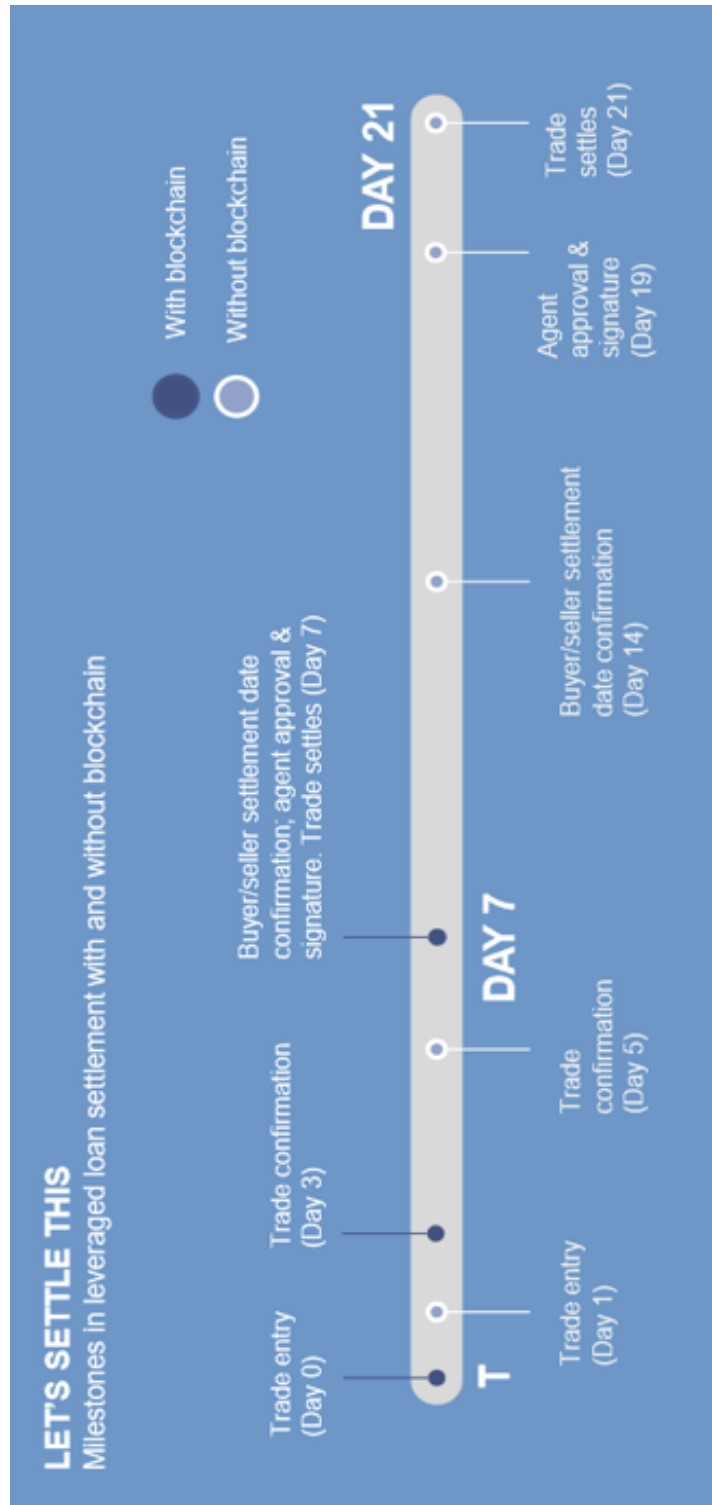 LET'S SETTLE THIS
Milestones in leveraged loan settlement with and without blockchain
With blockchain
Without blockchain
Trade entry
(Day 0)
Trade confirmation
(Day 3)
Buyer/seller settlement date
confirmation; agent approval &
signature. Trade settles (Day 7)
DAY 21
T
DAY 7
Trade entry
(Day 1)
Trade
confirmation
(Day 5)
Buyer/seller settlement
date confirmation
(Day 14)
Agent
approval &
signature
(Day 19)
Trade
settles
(Day 21)